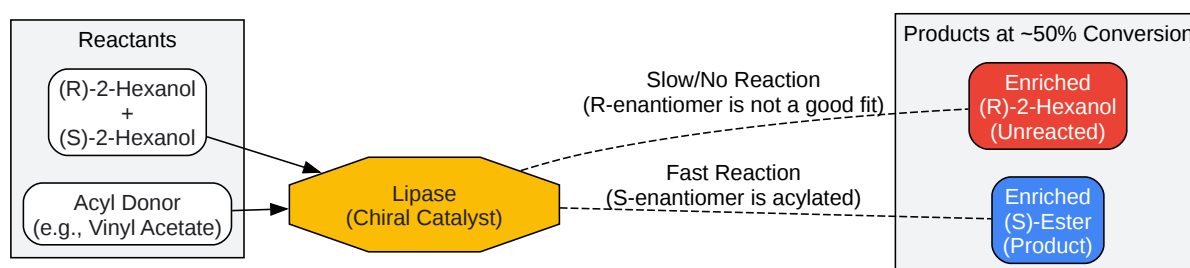 Reactants
(R)-2-Hexanol
+
(S)-2-Hexanol
Acyl Donor
(e.g., Vinyl Acetate)
Lipase
(Chiral Catalyst)
Slow/No Reaction
(R-enantiomer is not a good fit)
Fast Reaction
(S-enantiomer is acylated)
Products at ~50% Conversion
Enriched
(R)-2-Hexanol
(Unreacted)
Enriched
(S)-Ester
(Product)